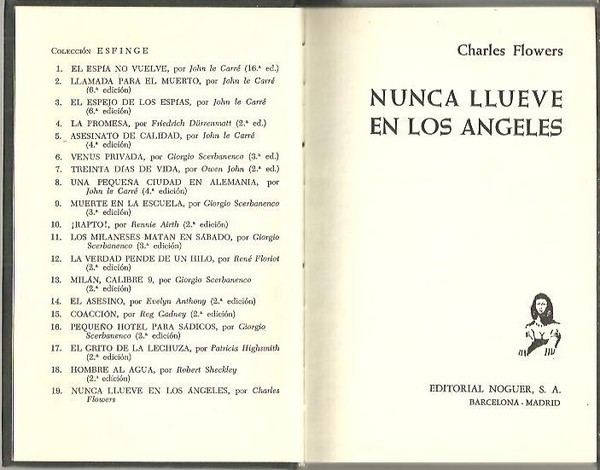 Colección ESFINGE
1. EL ESPÍA NO VUELVE, por John le Carré (16.ª ed.)
2. LLAMADA PARA EL MUERTO, por John le Carré
(6.ª edición)
3. EL ESPEJO DE LOS ESPÍAS, por John le Carré
(6.ª edición)
4. LA PROMESA, por Friedrich Dürrenmatt (2.ª ed.)
5. ASESINATO DE CALIDAD, por John le Carré
(4.ª edición)
6. VENUS PRIVADA, por Giorgio Scerbanenco (3.ª ed.)
7. TREINTA DÍAS DE VIDA, por Owen John (2.ª ed.)
8. UNA PEQUEÑA CIUDAD EN ALEMANIA, por
John le Carré (4.ª edición)
9. MUERTE EN LA ESCUELA, por Giorgio Scerbanenco
(3.ª edición)
10. ¡RAPTO!, por Rennie Airth (2.ª edición)
11. LOS MILANESES MATAN EN SÁBADO, por Giorgio
Scerbanenco (3.ª edición)
12. LA VERDAD PENDE DE UN HILO, por René Floriot
(2.ª edición)
13. MILÁN, CALIBRE 9, por Giorgio Scerbanenco
(2.ª edición)
14. EL ASESINO, por Evelyn Anthony (2.ª edición)
15. COACCIÓN, por Reg Gadney (2.ª edición)
16. PEQUEÑO HOTEL PARA SÁDICOS, por Giorgio
Scerbanenco (2.ª edición)
17. EL GRITO DE LA LECHUZA, por Patricia Highsmith
(2.ª edición)
18. HOMBRE AL AGUA, por Robert Sheckley
(2.ª edición)
19. NUNCA LLUEVE EN LOS ÁNGELES, por Charles
Flowers
Charles Flowers
NUNCA LLUEVE
EN LOS ANGELES
EDITORIAL NOGUER, S. A.
BARCELONA - MADRID